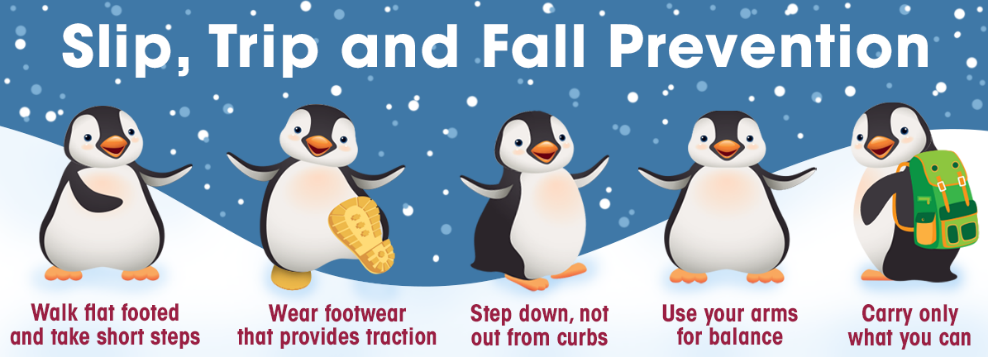 Slip, Trip and Fall Prevention
Walk flat footed
and take short steps
Wear footwear
that provides traction
Step down, not
out from curbs
Use your arms
for balance
Carry only
what you can